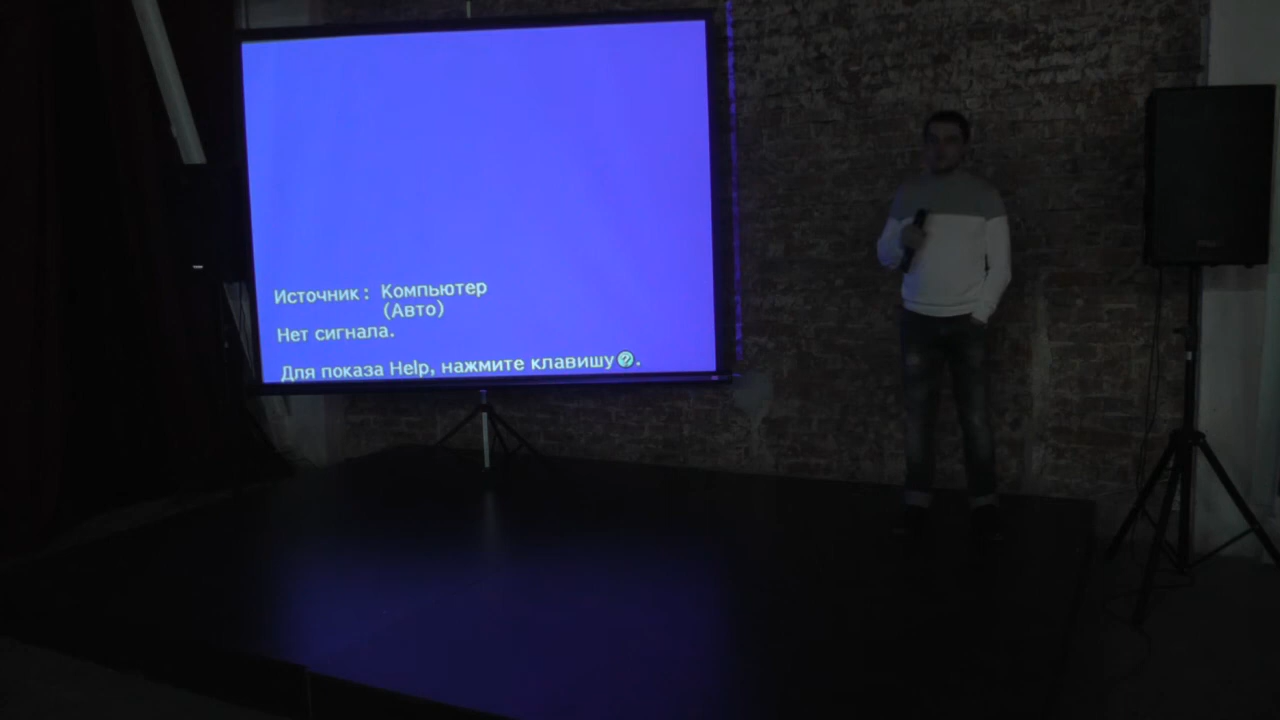 Источник: Компьютер
(Авто)
Нет сигнала.
Для показа Help, нажмите клавишу ?.